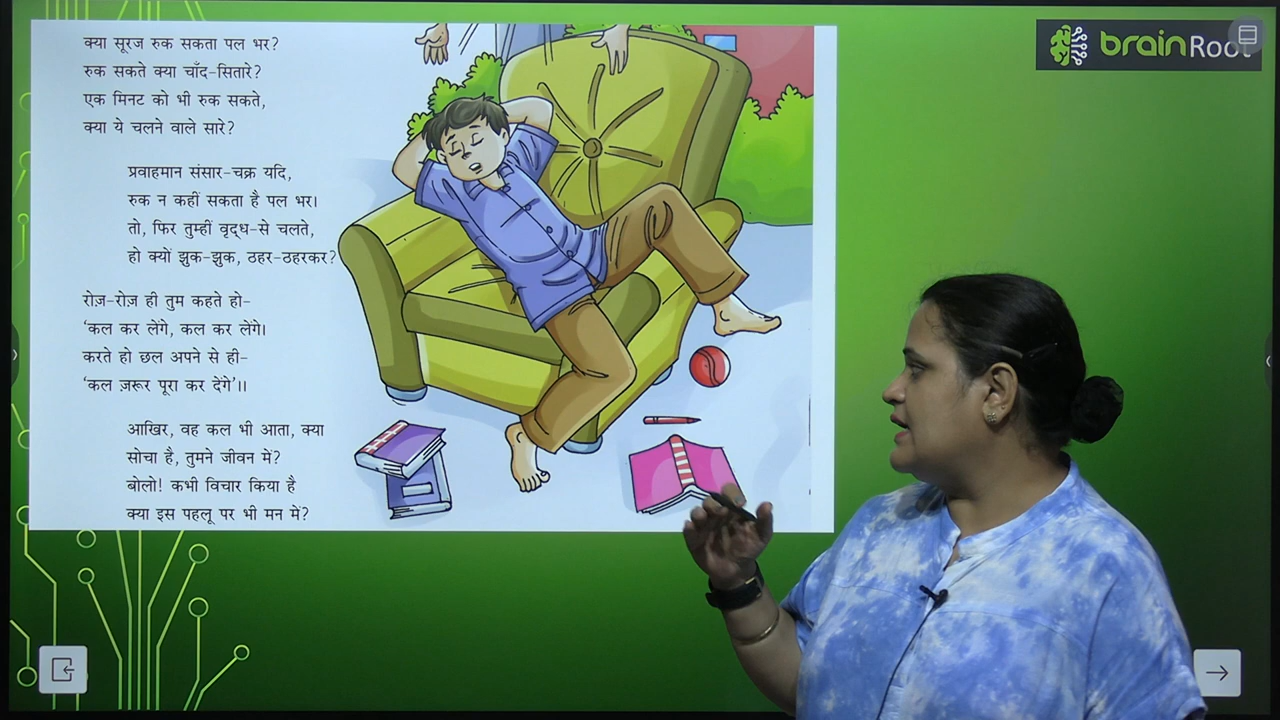 क्या सूरज रुक सकता पल भर?
रुक सकते क्या चाँद-सितारे?
एक मिनट को भी रुक सकते,
क्या ये चलने वाले सारे?
प्रवाहमान संसार-चक्र यदि,
रुक न कहीं सकता है पल भर।
तो, फिर तुम्हीं वृद्ध-से चलते,
हो क्यों झुक-झुक, ठहर-ठहरकर?
रोज़-रोज़ ही तुम कहते हो-
'कल कर लेंगे, कल कर लेंगे।
करते हो छल अपने से ही-
'कल ज़रूर पूरा कर देंगे'।।
आखिर, वह कल भी आता, क्या
सोचा है, तुमने जीवन में?
बोलो! कभी विचार किया है
क्या इस पहलू पर भी मन में?
brainRoot